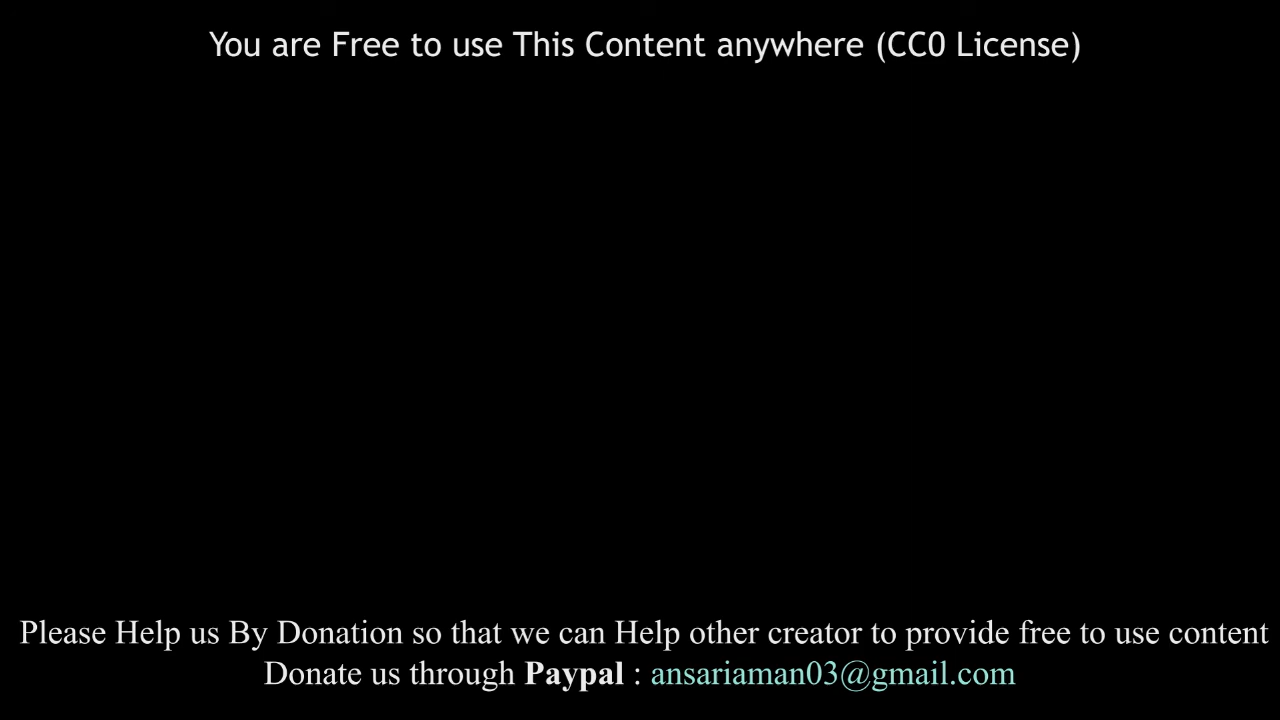 You are Free to use This Content anywhere (CC0 License)
Please Help us By Donation so that we can Help other creator to provide free to use content
Donate us through Paypal : ansariaman03@gmail.com